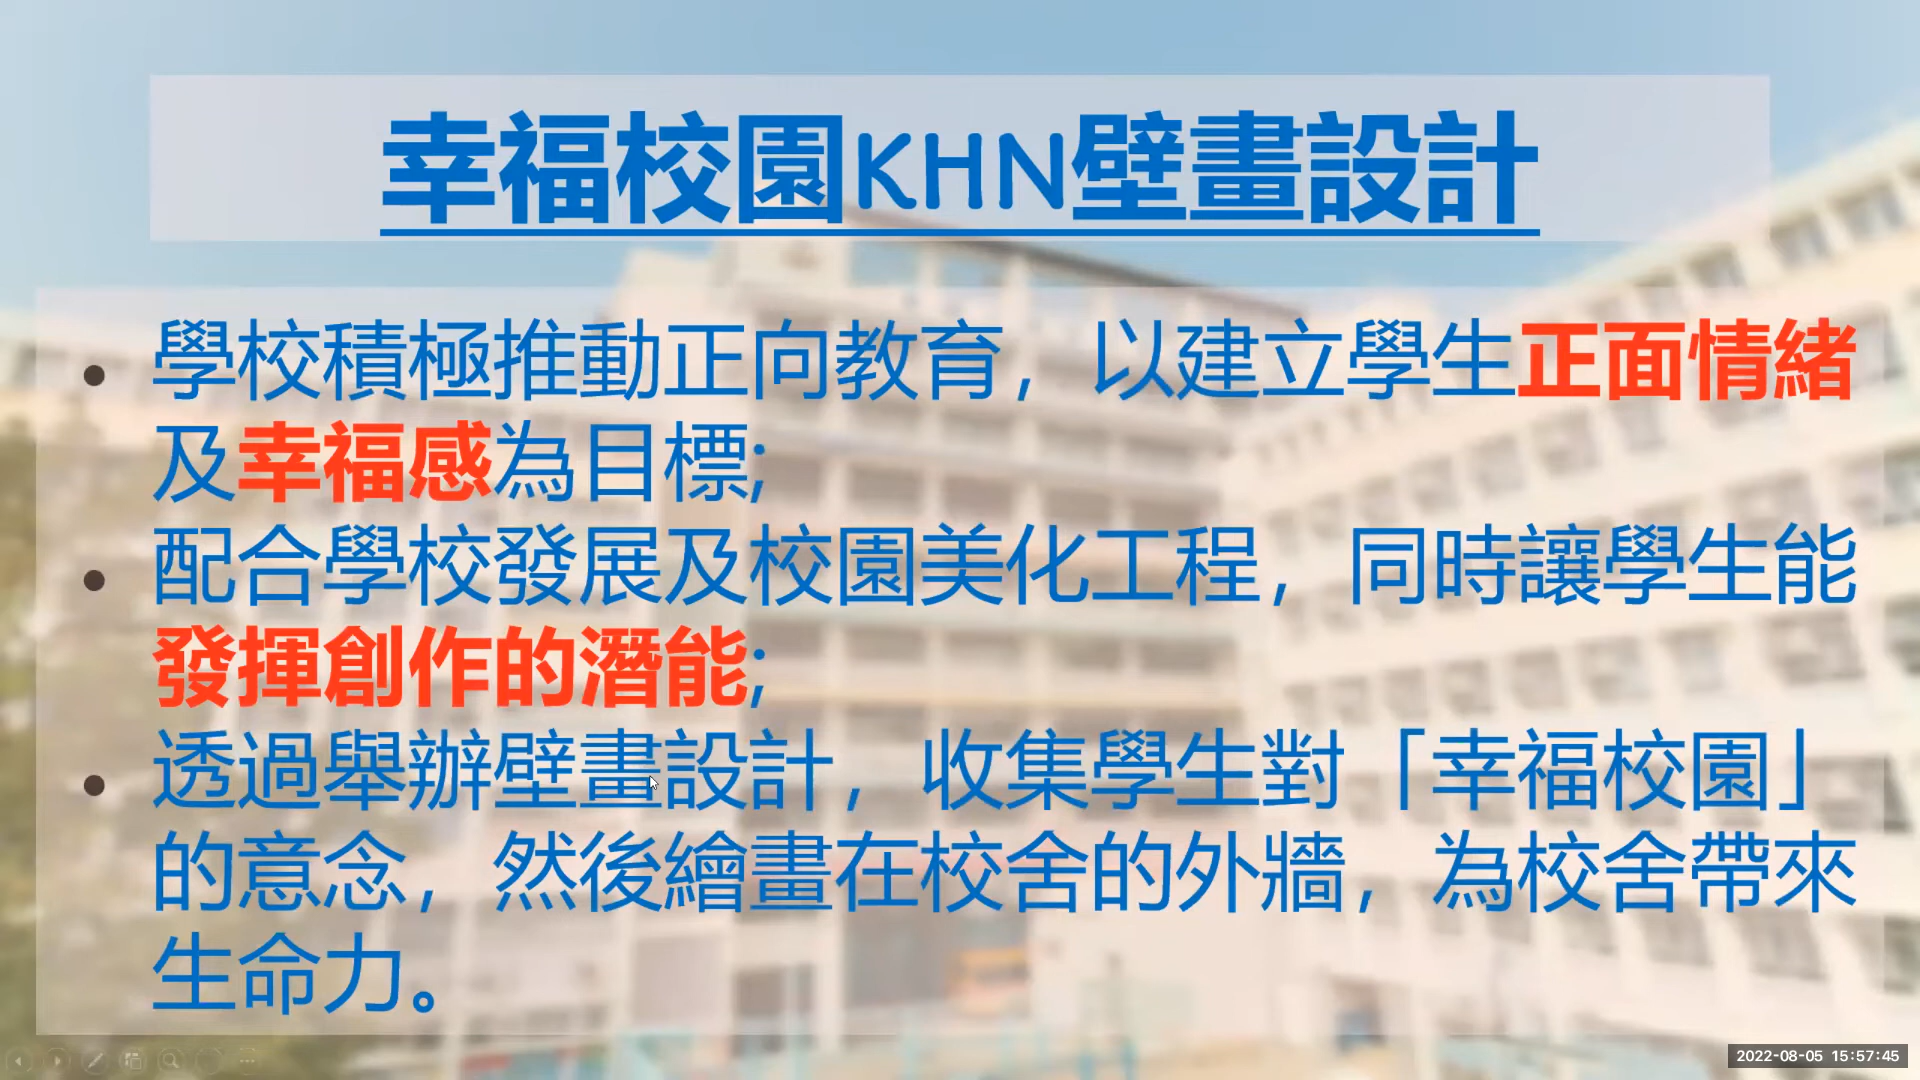 幸福校園KHN壁畫設計
• 學校積極推動正向教育，以建立學生正面情緒
及幸福感為目標;
• 配合學校發展及校園美化工程，同時讓學生能
發揮創作的潛能;
• 透過舉辦壁畫設計，收集學生對「幸福校園」
的意念，然後繪畫在校舍的外牆，為校舍帶來
生命力。
2022-08-05 15:57:45